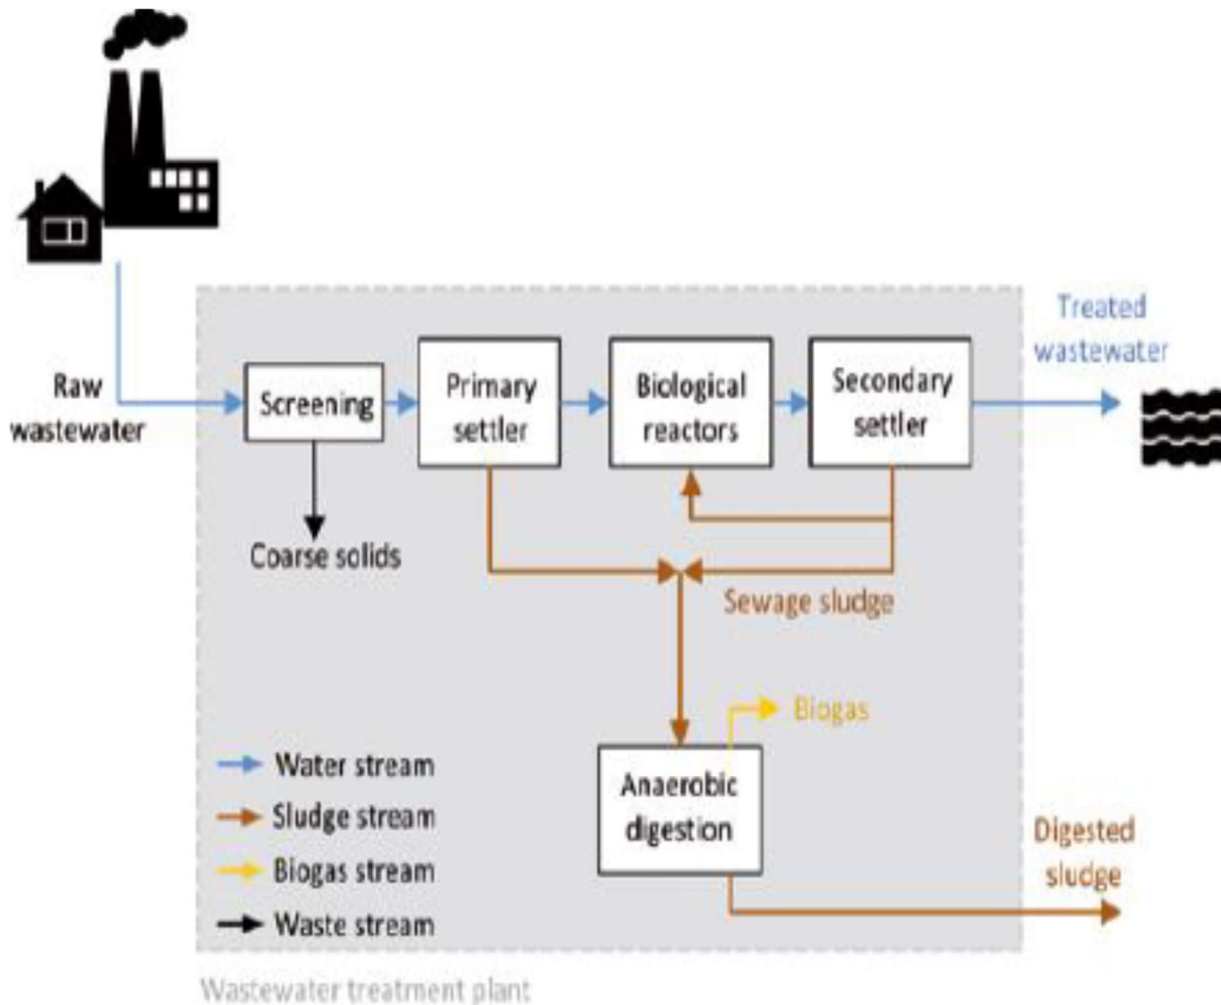 Treated
wastewater
Raw
wastewater
Screening
Primary
settler
Biological
reactors
Secondary
settler
Coarse solids
Sewage sludge
Biogas
Anaerobic
digestion
Water stream
Sludge stream
Biogas stream
Waste stream
Digested
sludge
Wastewater treatment plant